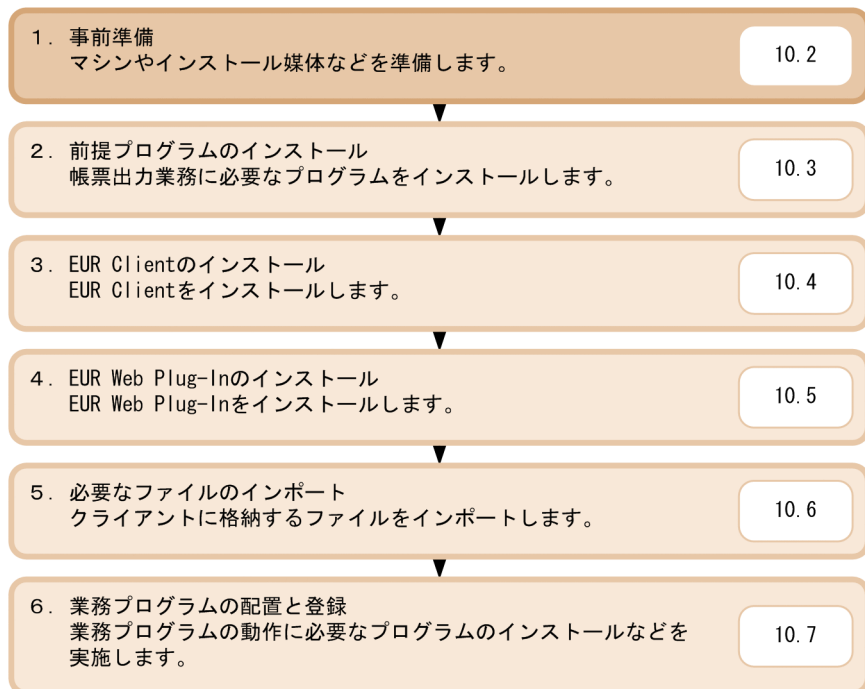 1. 事前準備
マシンやインストール媒体などを準備します。
10.2
2. 前提プログラムのインストール
帳票出力業務に必要なプログラムをインストールします。
10.3
3. EUR Clientのインストール
EUR Clientをインストールします。
10.4
4. EUR Web Plug-Inのインストール
EUR Web Plug-Inをインストールします。
10.5
5. 必要なファイルのインポート
クライアントに格納するファイルをインポートします。
10.6
6. 業務プログラムの配置と登録
業務プログラムの動作に必要なプログラムのインストールなどを
実施します。
10.7